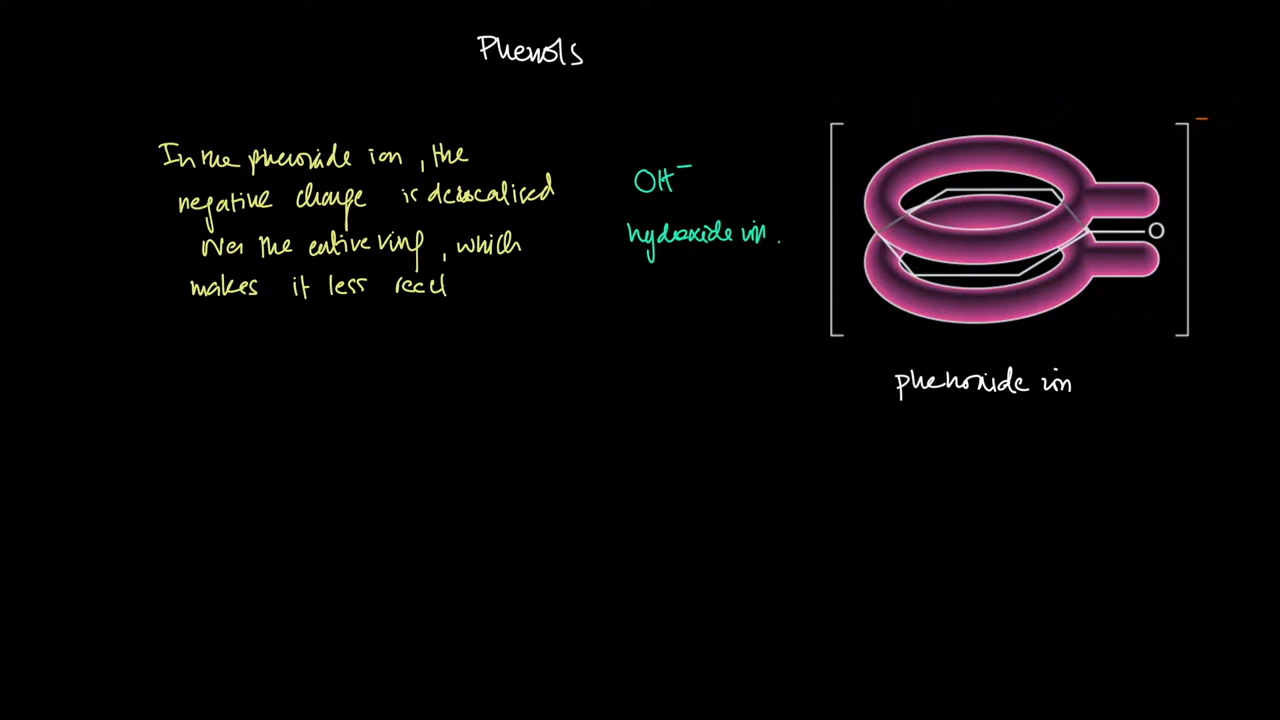 Phenols
In the phenoxide ion, the
negative charge is delocalised
over the entire ring, which
makes it less react
OH⁻
hydroxide ion.
−
O
phenoxide ion